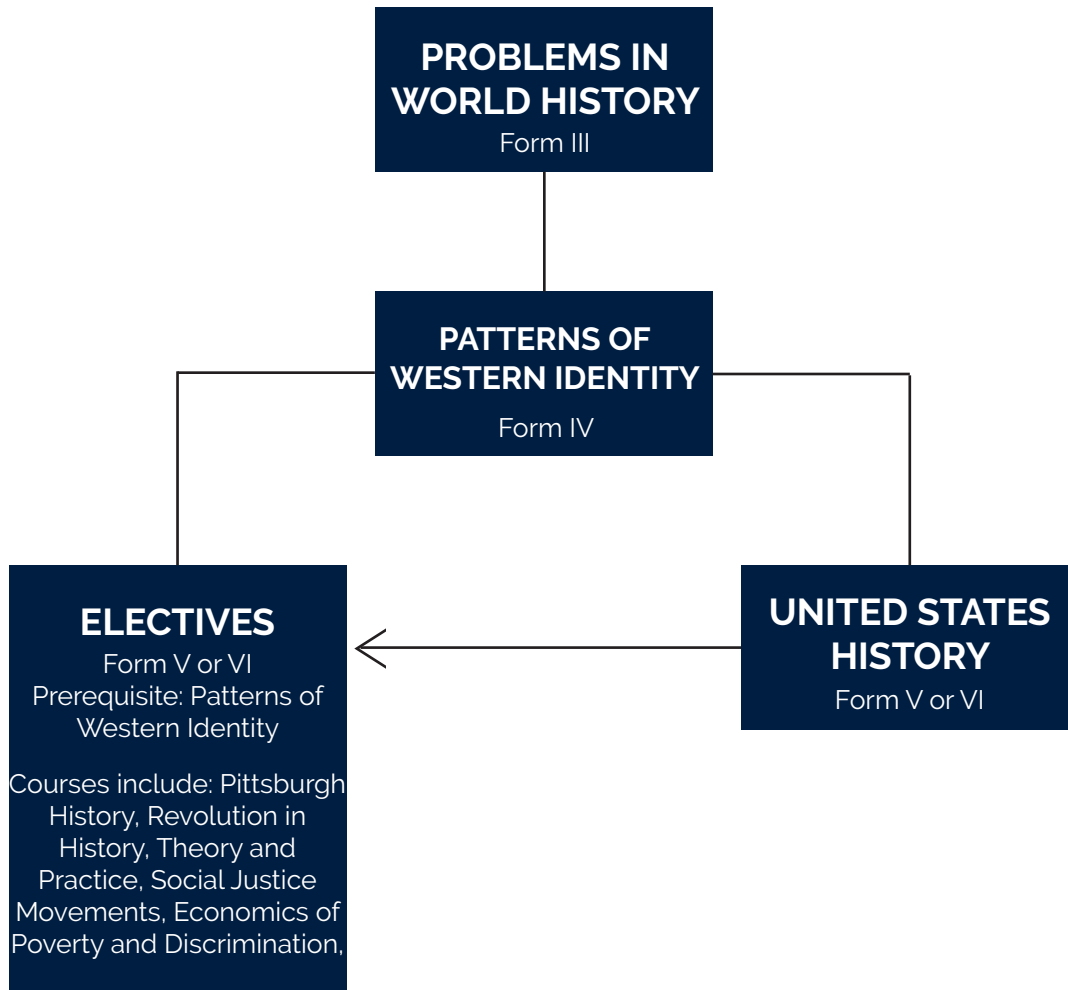 PROBLEMS IN
WORLD HISTORY
Form III
PATTERNS OF
WESTERN IDENTITY
Form IV
ELECTIVES
Form V or VI
Prerequisite: Patterns of
Western Identity
Courses include: Pittsburgh
History, Revolution in
History, Theory and
Practice, Social Justice
Movements, Economics of
Poverty and Discrimination,
UNITED STATES
HISTORY
Form V or VI